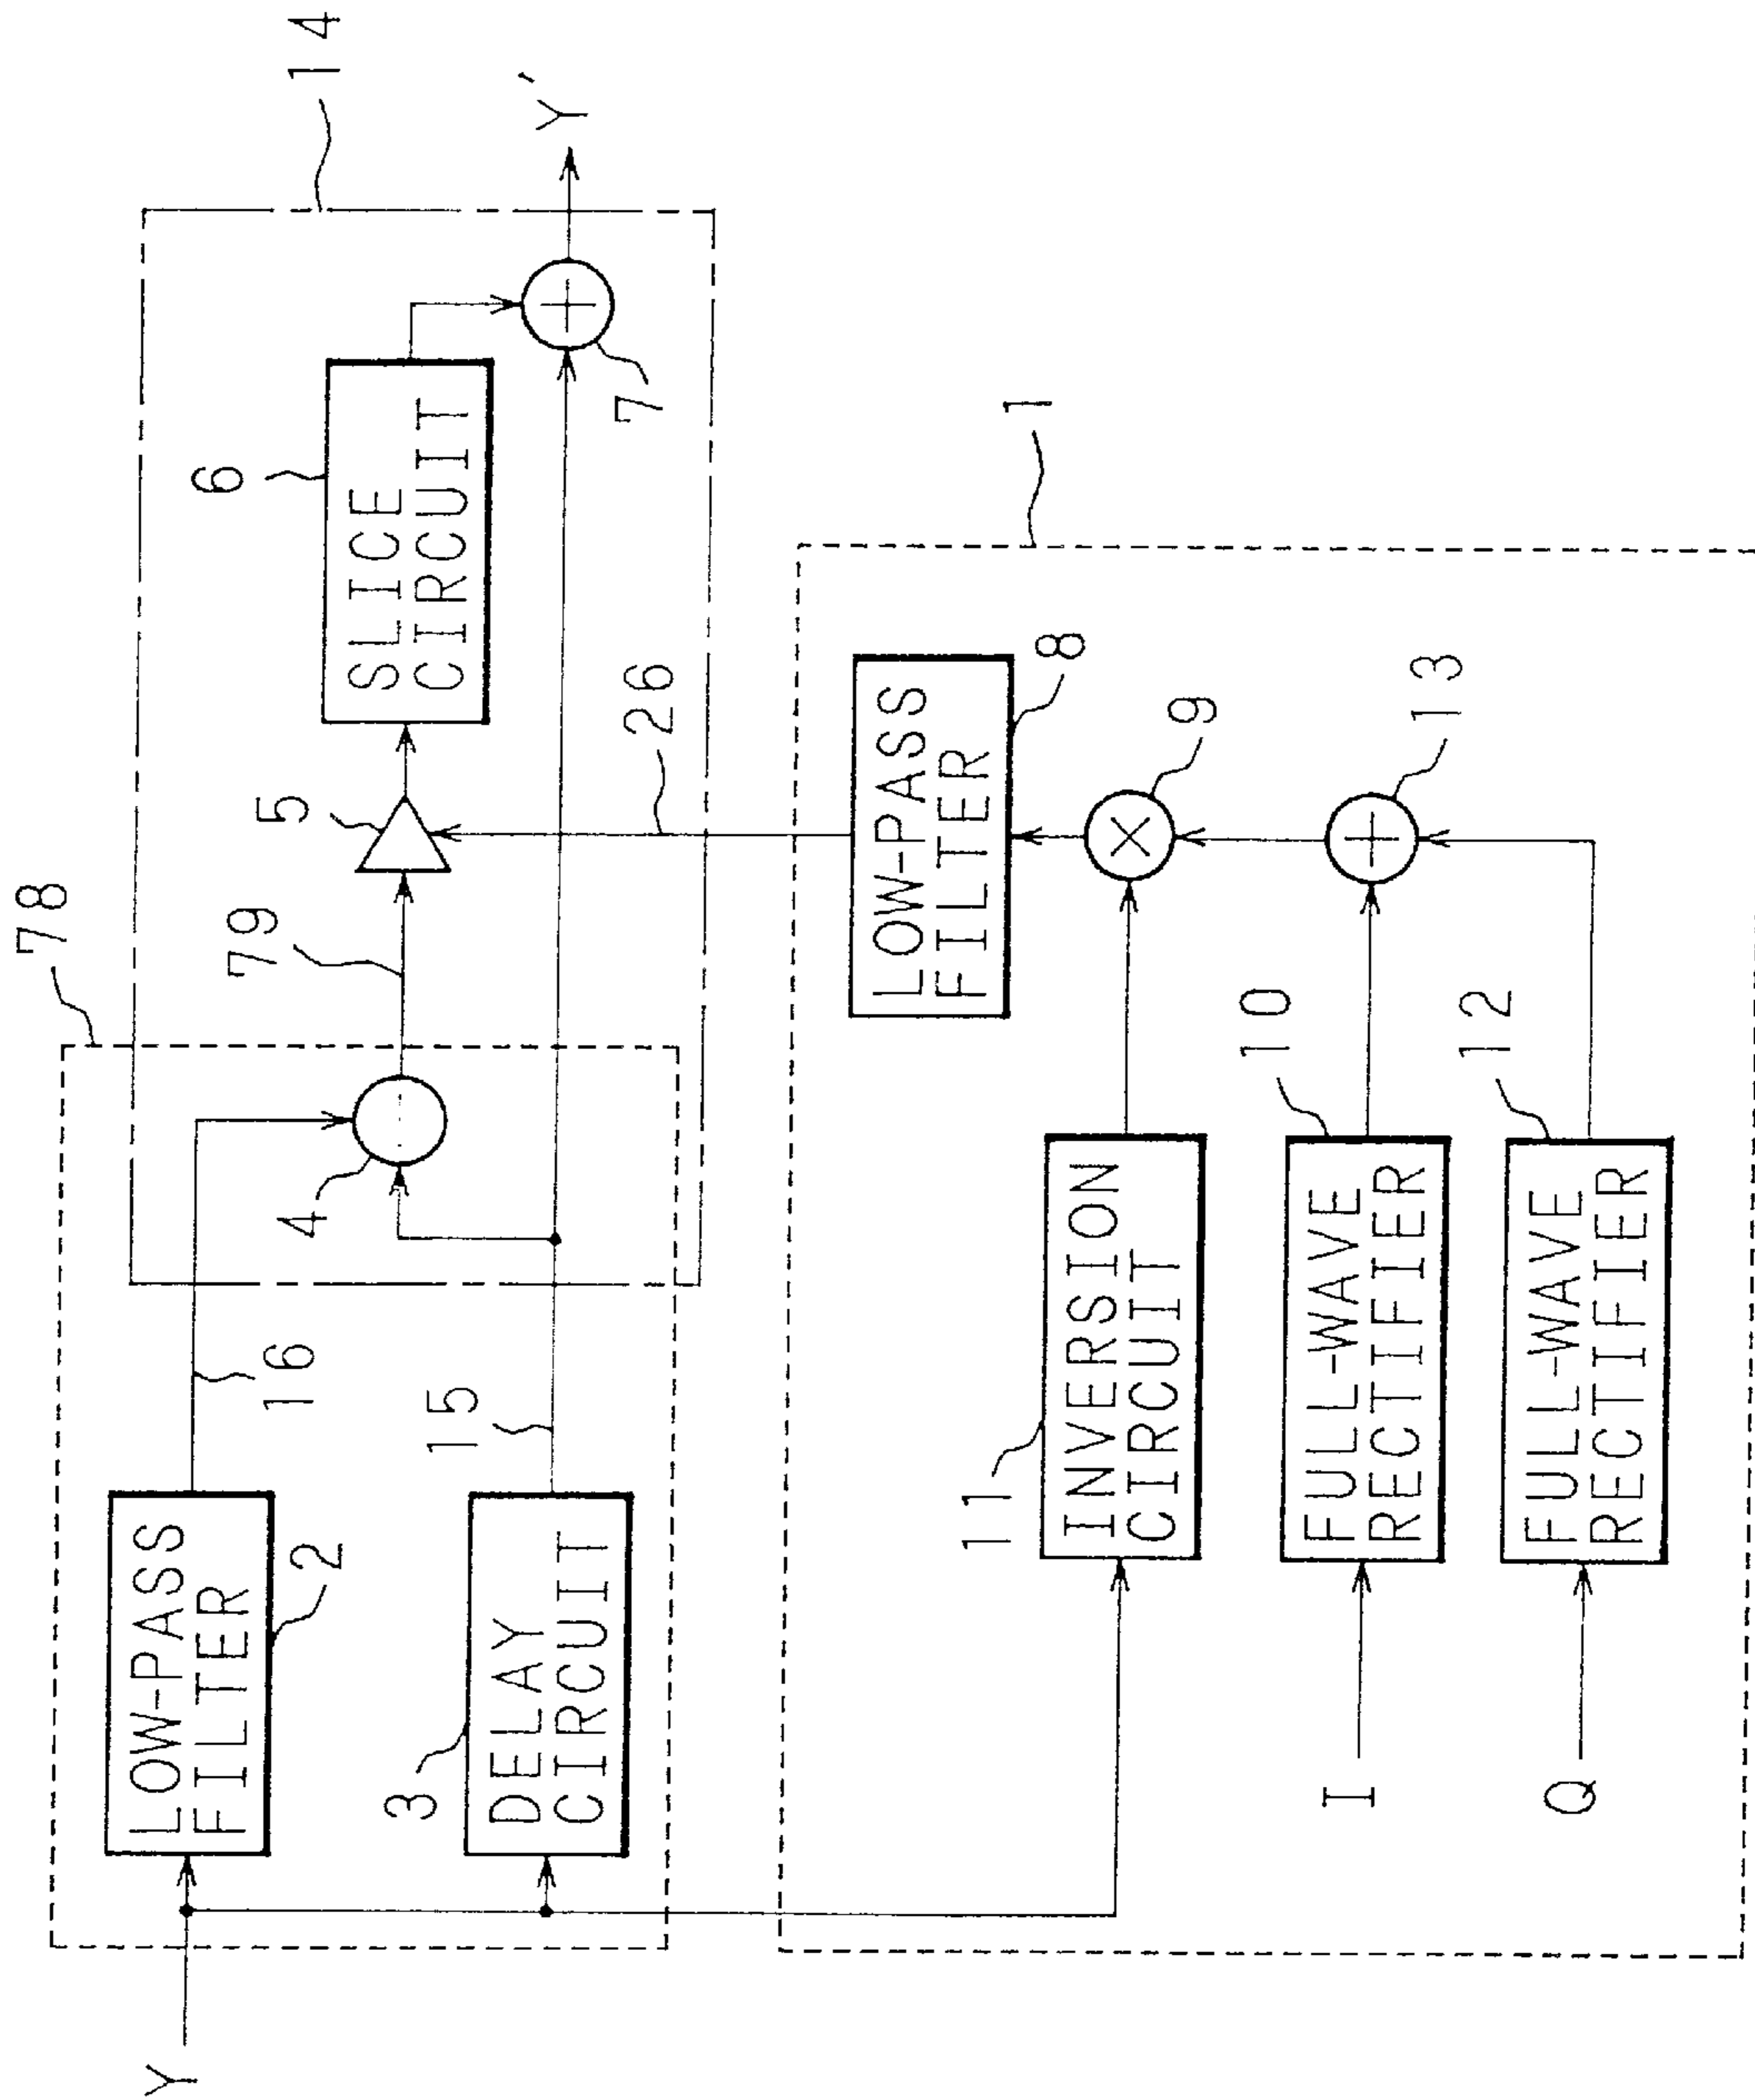 14
Y'
78
6
SLICE
CIRCUIT
5
79
7
4
26
16
LOW-PASS
FILTER
2
15
3
DELAY
CIRCUIT
Y
1
LOW-PASS
FILTER
8
9
13
11
INVERSION
CIRCUIT
10
FULL-WAVE
RECTIFIER
12
FULL-WAVE
RECTIFIER
I
Q